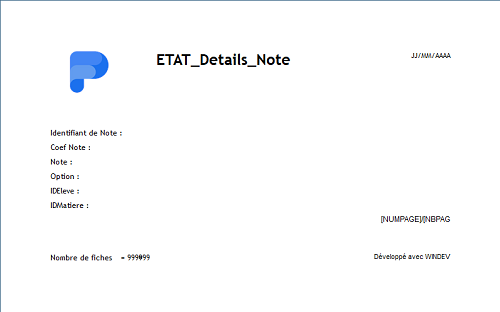 ETAT_Details_Note
JJ/MM/AAAA
Identifiant de Note :
Coef Note :
Note :
Option :
IDEleve :
IDMatiere :
[NUMPAGE]/[NBPAG
Nombre de fiches = 999999
Développé avec WINDEV